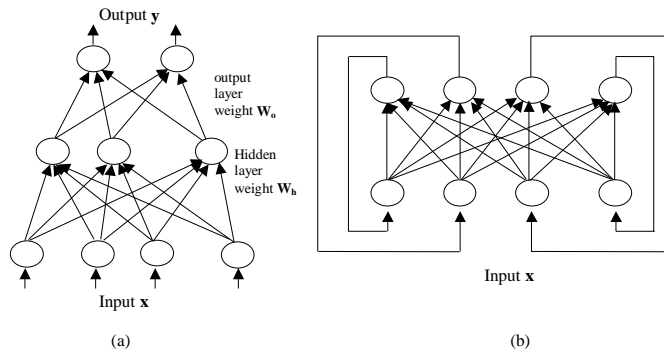 Output y
output
layer
weight Wo
Hidden
layer
weight Wh
Input x
(a)
Input x
(b)